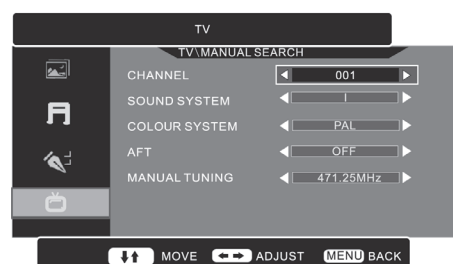 TV
TV\MANUAL SEARCH
CHANNEL 001
SOUND SYSTEM I
COLOUR SYSTEM PAL
AFT OFF
MANUAL TUNING 471.25MHz
MOVE ADJUST MENU BACK